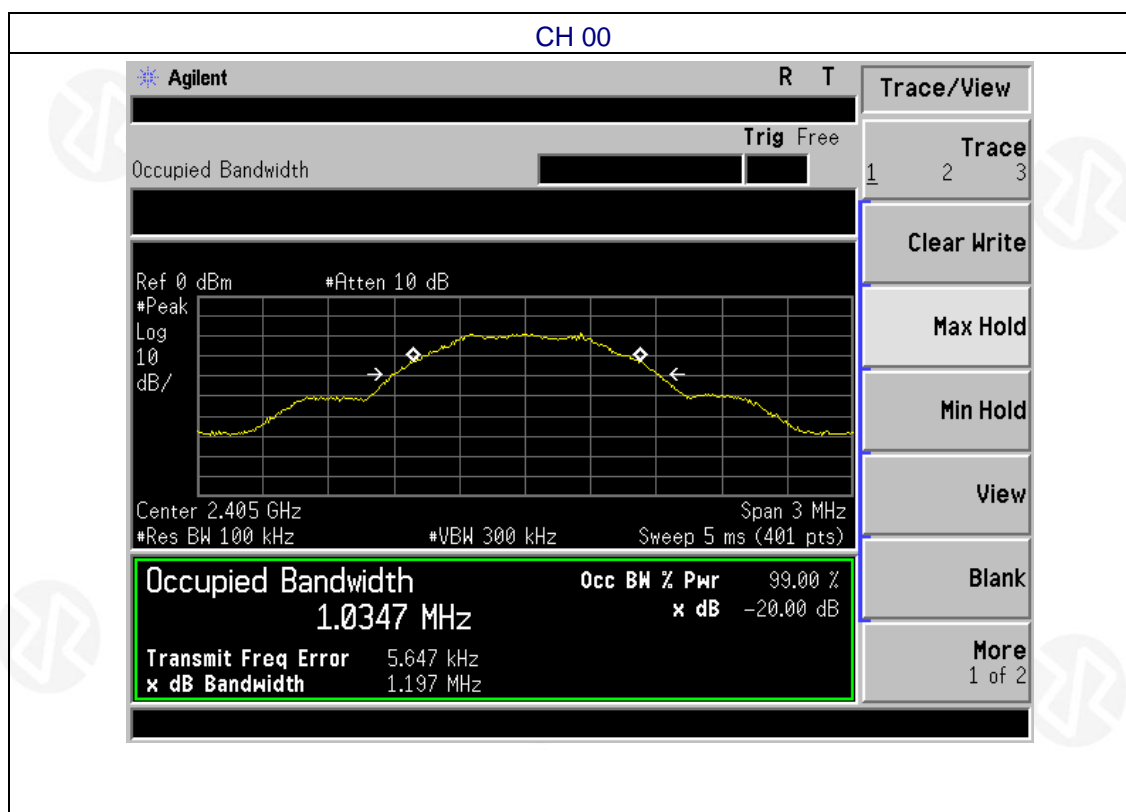 CH 00
Agilent R T
Trace/View
Trig Free
Occupied Bandwidth
Trace
1 2 3
Clear Write
Max Hold
Min Hold
View
Blank
More
1 of 2
Ref 0 dBm #Atten 10 dB
#Peak
Log
10
dB/
Center 2.405 GHz Span 3 MHz
#Res BW 100 kHz #VBW 300 kHz Sweep 5 ms (401 pts)
Occupied Bandwidth Occ BW % Pwr 99.00 %
1.0347 MHz x dB -20.00 dB
Transmit Freq Error 5.647 kHz
x dB Bandwidth 1.197 MHz